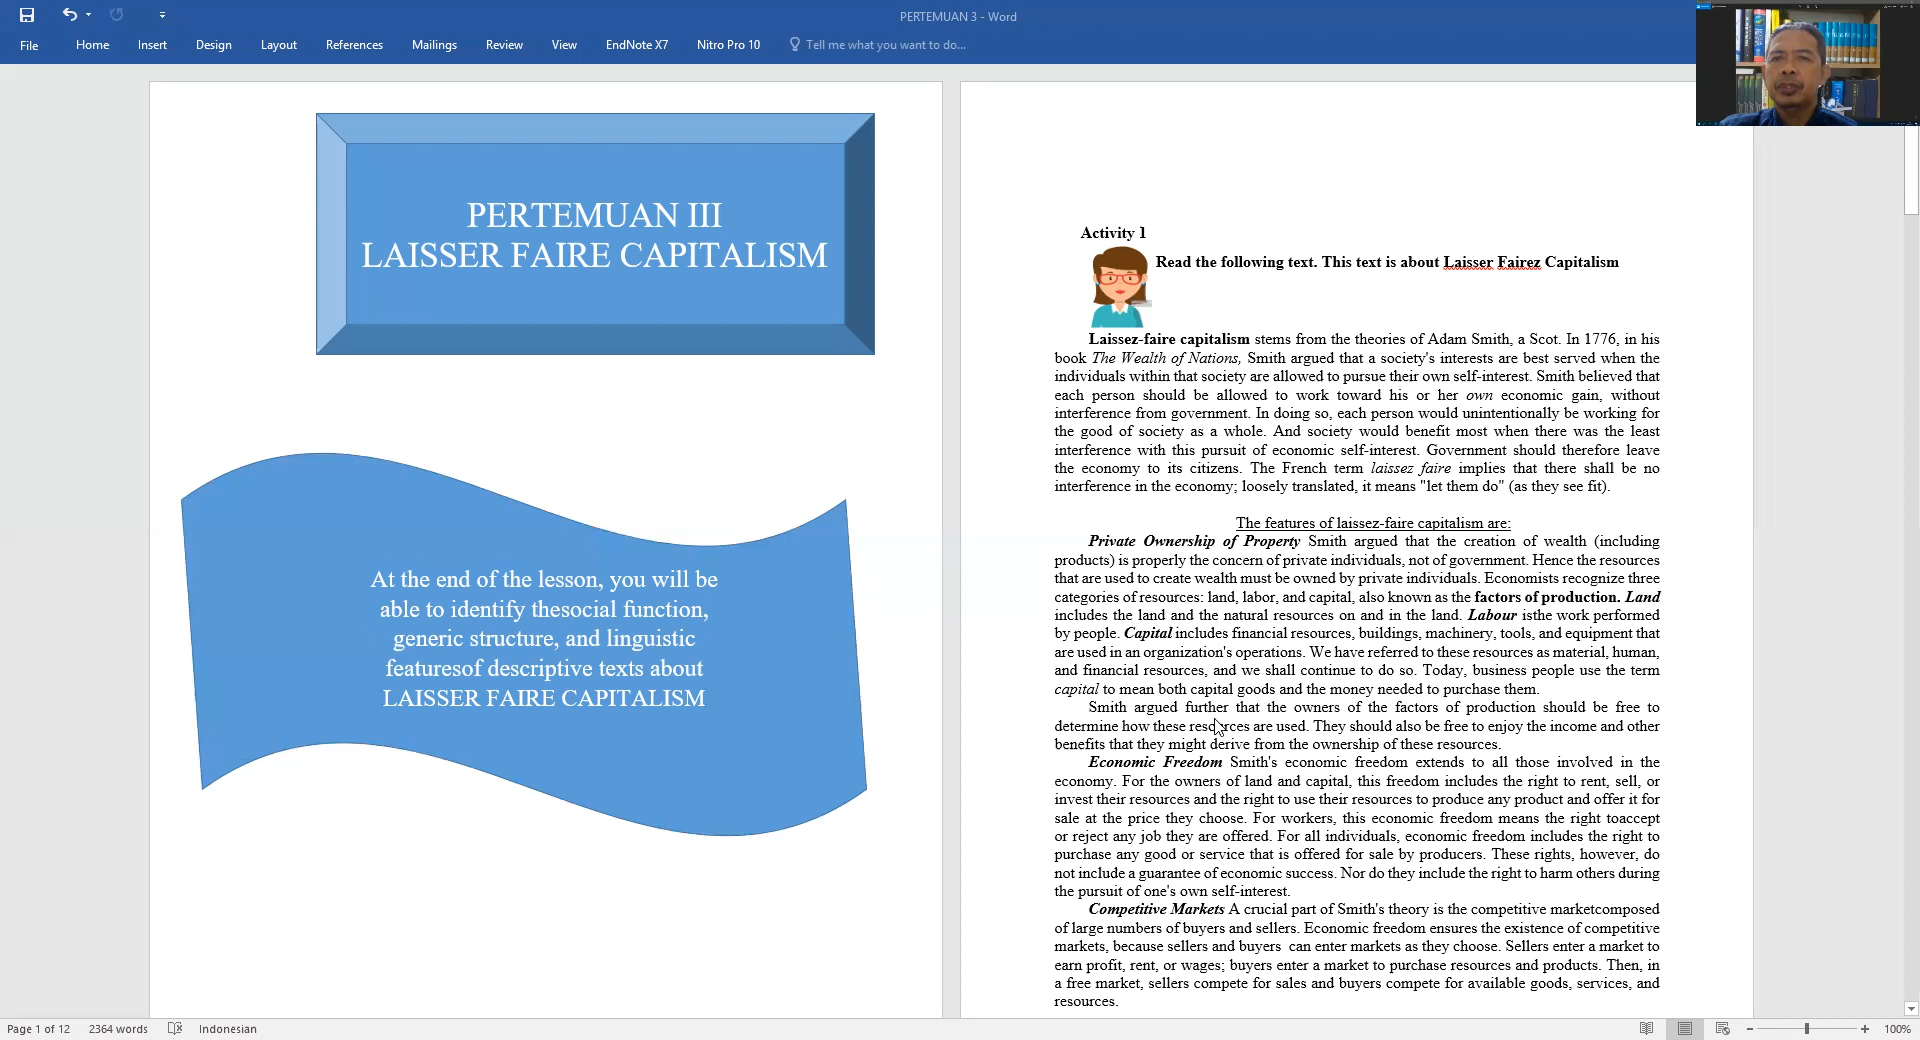 PERTEMUAN 3 - Word
File
Home
Insert
Design
Layout
References
Mailings
Review
View
EndNote X7
Nitro Pro 10
Tell me what you want to do...
PERTEMUAN III
LAISSER FAIRE CAPITALISM
At the end of the lesson, you will be
able to identify thesocial function,
generic structure, and linguistic
featuresof descriptive texts about
LAISSER FAIRE CAPITALISM
Activity 1
Read the following text. This text is about Laisser Fairez Capitalism
Laissez-faire capitalism stems from the theories of Adam Smith, a Scot. In 1776, in his
book The Wealth of Nations, Smith argued that a society's interests are best served when the
individuals within that society are allowed to pursue their own self-interest. Smith believed that
each person should be allowed to work toward his or her own economic gain, without
interference from government. In doing so, each person would unintentionally be working for
the good of society as a whole. And society would benefit most when there was the least
interference with this pursuit of economic self-interest. Government should therefore leave
the economy to its citizens. The French term laissez faire implies that there shall be no
interference in the economy; loosely translated, it means "let them do" (as they see fit).
The features of laissez-faire capitalism are:
Private Ownership of Property Smith argued that the creation of wealth (including
products) is properly the concern of private individuals, not of government. Hence the resources
that are used to create wealth must be owned by private individuals. Economists recognize three
categories of resources: land, labor, and capital, also known as the factors of production. Land
includes the land and the natural resources on and in the land. Labour isthe work performed
by people. Capital includes financial resources, buildings, machinery, tools, and equipment that
are used in an organization's operations. We have referred to these resources as material, human,
and financial resources, and we shall continue to do so. Today, business people use the term
capital to mean both capital goods and the money needed to purchase them.
Smith argued further that the owners of the factors of production should be free to
determine how these resources are used. They should also be free to enjoy the income and other
benefits that they might derive from the ownership of these resources.
Economic Freedom Smith's economic freedom extends to all those involved in the
economy. For the owners of land and capital, this freedom includes the right to rent, sell, or
invest their resources and the right to use their resources to produce any product and offer it for
sale at the price they choose. For workers, this economic freedom means the right toaccept
or reject any job they are offered. For all individuals, economic freedom includes the right to
purchase any good or service that is offered for sale by producers. These rights, however, do
not include a guarantee of economic success. Nor do they include the right to harm others during
the pursuit of one's own self-interest.
Competitive Markets A crucial part of Smith's theory is the competitive marketcomposed
of large numbers of buyers and sellers. Economic freedom ensures the existence of competitive
markets, because sellers and buyers can enter markets as they choose. Sellers enter a market to
earn profit, rent, or wages; buyers enter a market to purchase resources and products. Then, in
a free market, sellers compete for sales and buyers compete for available goods, services, and
resources.
Page 1 of 12
2364 words
Indonesian
100%